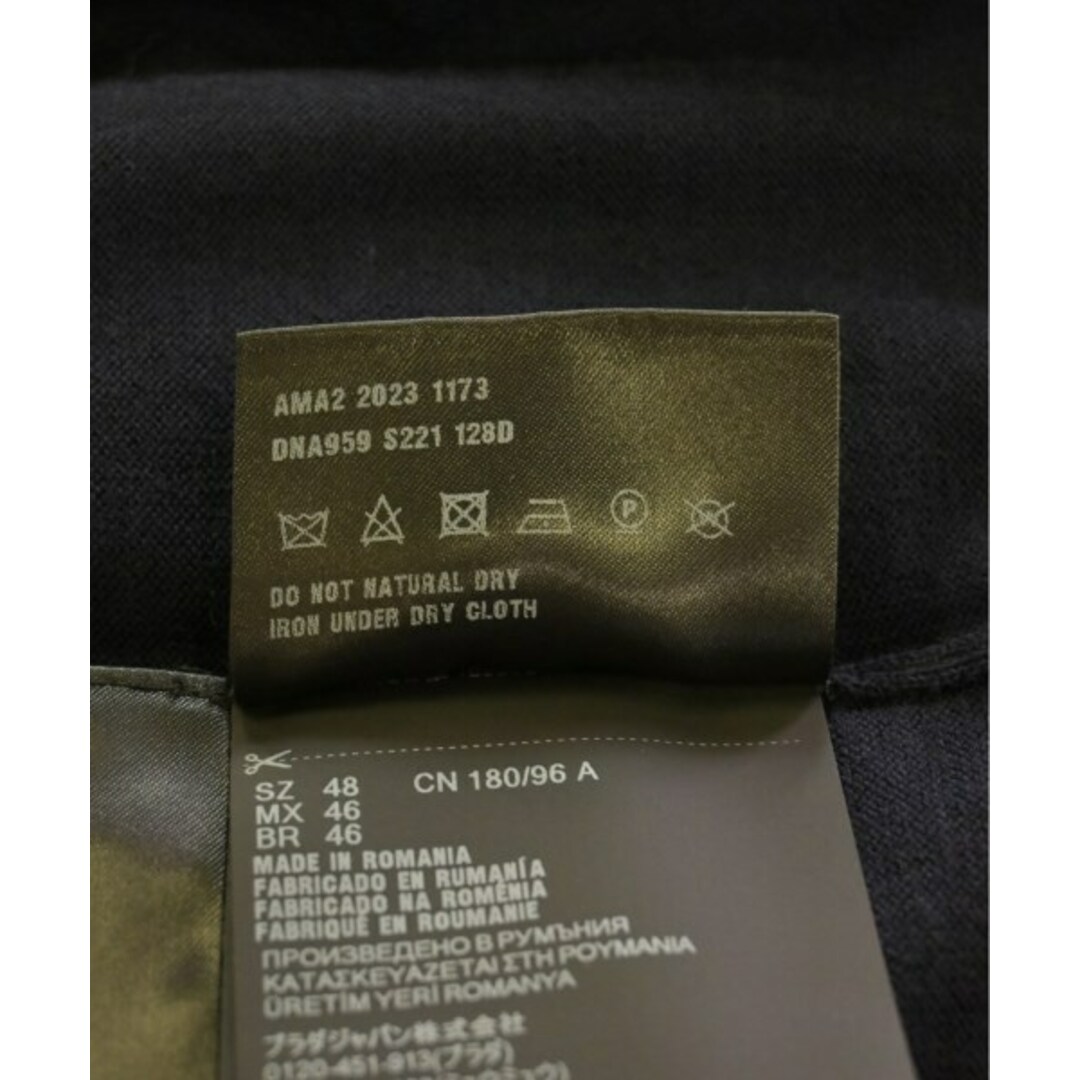 AMA2 2023 1173
DNA959 S221 128D
P
DO NOT NATURAL DRY
IRON UNDER DRY CLOTH
SZ 48 CN 180/96 A
MX 46
BR 46
MADE IN ROMANIA
FABRICADO EN RUMANÍA
FABRICADO NA ROMÊNIA
FABRIQUÉ EN ROUMANIE
ПРОИЗВЕДЕНО В РУМЪНИЯ
ΚΑΤΑΣΚΕΥΑΖΕΤΑΙ ΣΤΗ ΡΟΥΜΑΝΙΑ
ÜRETİM YERİ ROMANYA
プラダジャパン株式会社
0120-451-913(プラダ)